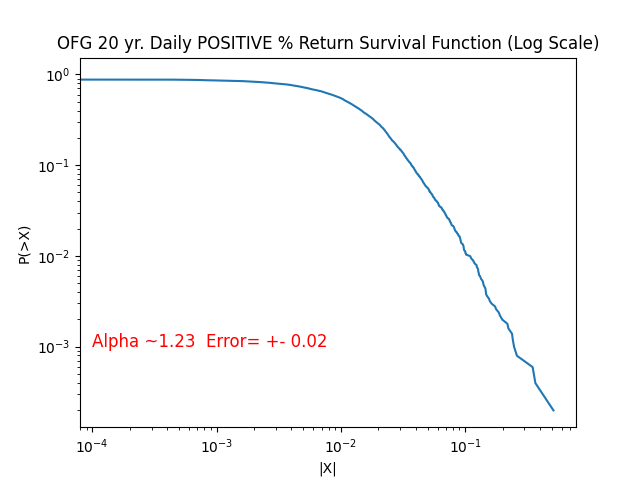 OFG 20 yr. Daily POSITIVE % Return Survival Function (Log Scale)
10⁰
10⁻¹
10⁻²
10⁻³
P(>X)
Alpha ~1.23  Error= +- 0.02
10⁻⁴ 10⁻³ 10⁻² 10⁻¹
|X|